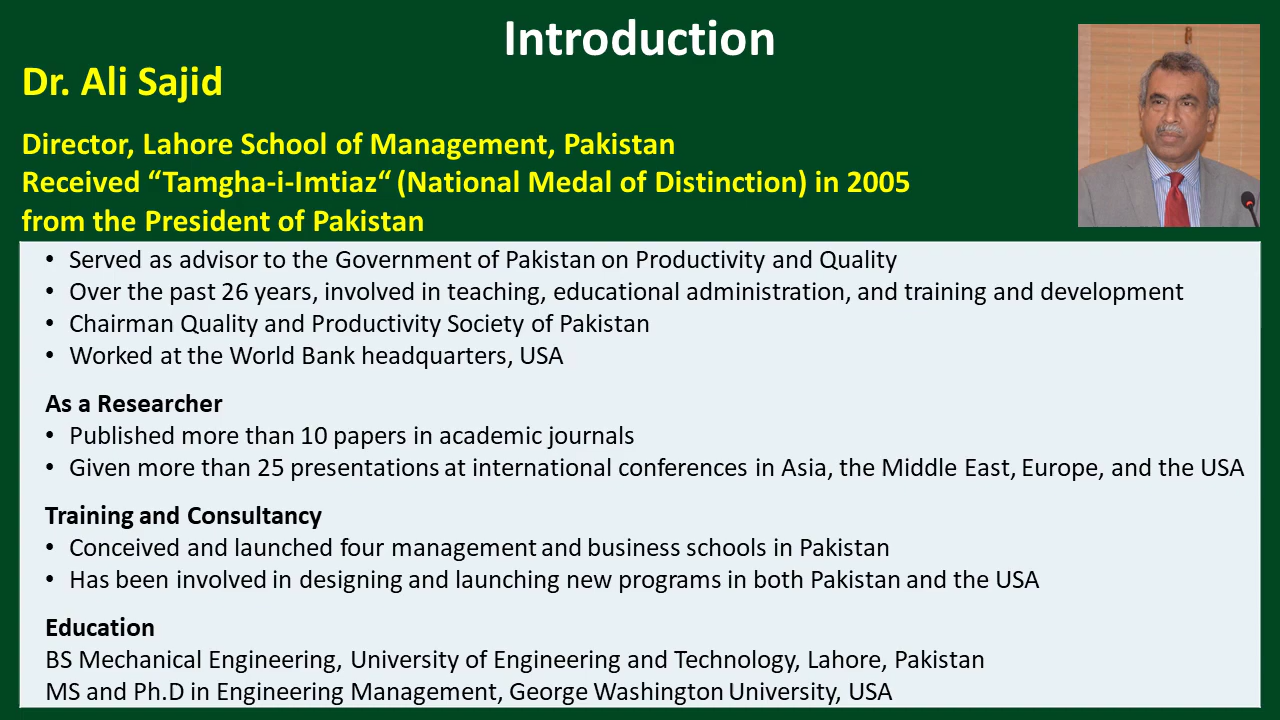 Introduction
Dr. Ali Sajid
Director, Lahore School of Management, Pakistan
Received “Tamgha-i-Imtiaz“ (National Medal of Distinction) in 2005
from the President of Pakistan
• Served as advisor to the Government of Pakistan on Productivity and Quality
• Over the past 26 years, involved in teaching, educational administration, and training and development
• Chairman Quality and Productivity Society of Pakistan
• Worked at the World Bank headquarters, USA
As a Researcher
• Published more than 10 papers in academic journals
• Given more than 25 presentations at international conferences in Asia, the Middle East, Europe, and the USA
Training and Consultancy
• Conceived and launched four management and business schools in Pakistan
• Has been involved in designing and launching new programs in both Pakistan and the USA
Education
BS Mechanical Engineering, University of Engineering and Technology, Lahore, Pakistan
MS and Ph.D in Engineering Management, George Washington University, USA